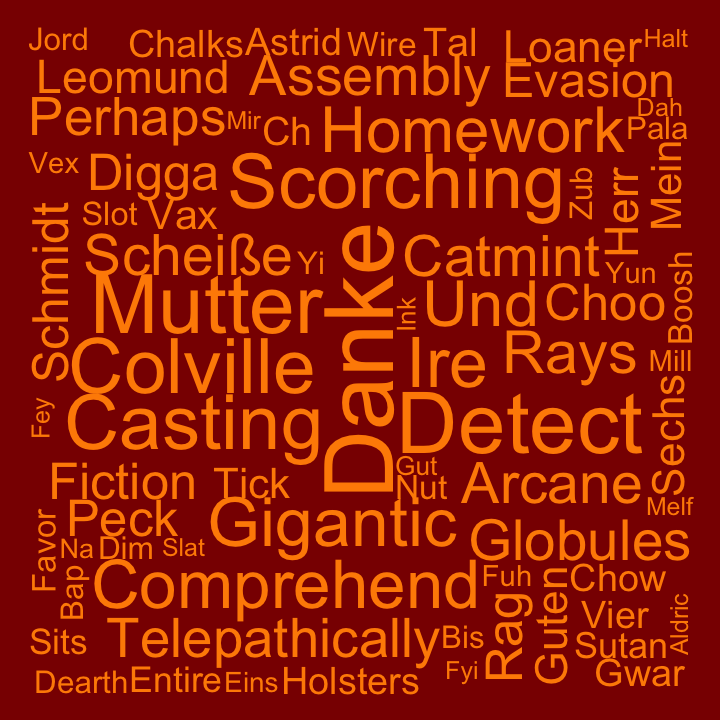 Jord Chalks Astrid Wire Tal Loaner Halt
Leomund Assembly Evasion
Perhaps Mir Ch Homework Dah
Pala
Vex Digga Scorching Zub Herr Mein
Slot Vax
Schmidt Scheiße Yi Danke Catmint Yun Boosh
Mutter Ink Und Choo
Colville Ire Rays Mill
Fey Casting Detect Sechs
Fiction Tick Gut Nut Arcane Melf
Favor Peck Gigantic Globules
Na Dim Slat
Bap Comprehend Fuh Rag Guten Chow
Sits Telepathically Bis Vier Sutan Aldric
Dearth Entire Eins Holsters Fyi Gwar